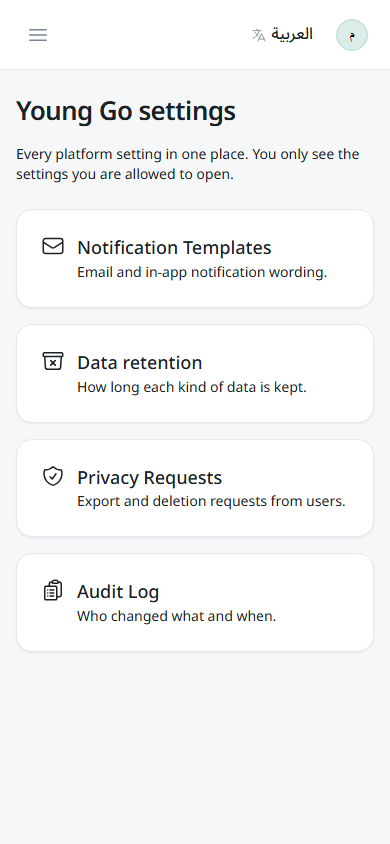 العربية
م
Young Go settings
Every platform setting in one place. You only see the
settings you are allowed to open.
Notification Templates
Email and in-app notification wording.
Data retention
How long each kind of data is kept.
Privacy Requests
Export and deletion requests from users.
Audit Log
Who changed what and when.